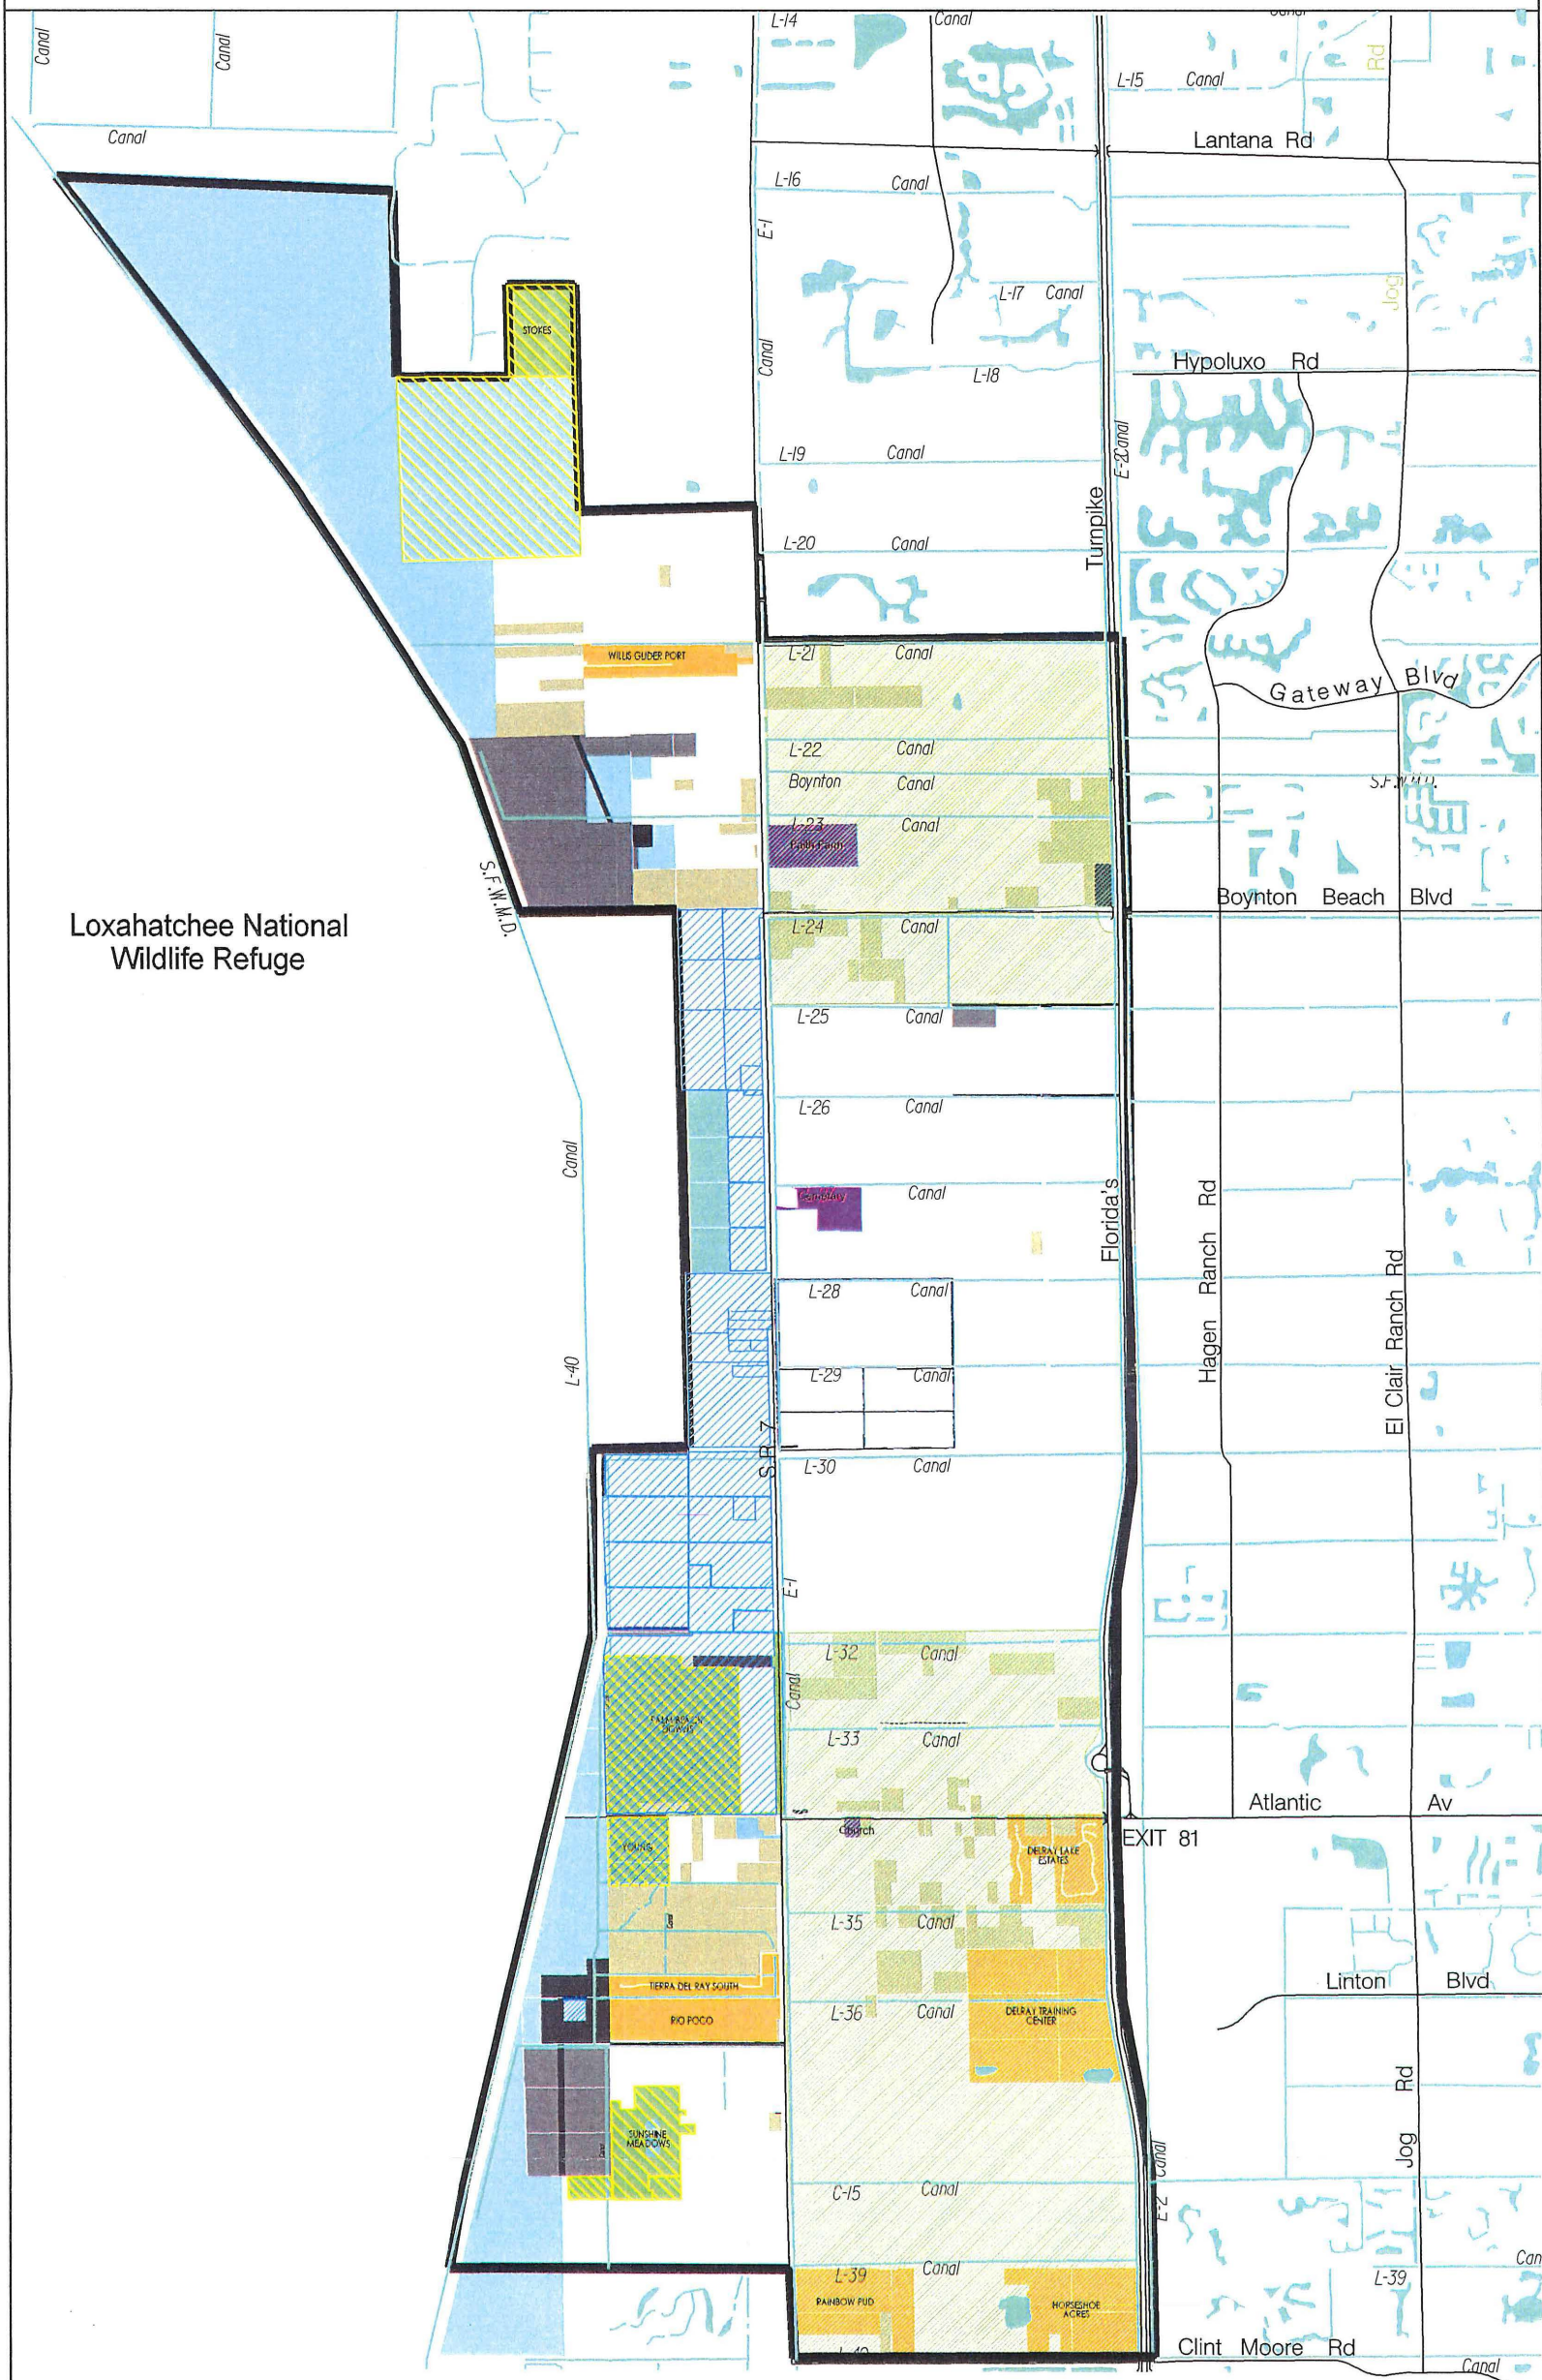 L-14
Canal
Canal
Canal
Rd
L-15 Canal
Canal
Lantana Rd
L-16 Canal
E-1
L-17 Canal
Jog
STOKES
Canal
Hypoluxo Rd
L-18
E-2 Canal
L-19 Canal
Turnpike
L-20 Canal
L-21 Canal
WILLIS GLIDER PORT
Gateway Blvd
L-22 Canal
Boynton Canal
S.F.W.M.D.
L-23 Canal
S.F.W.M.D.
Boynton Beach Blvd
Loxahatchee National
Wildlife Refuge
L-24 Canal
L-25 Canal
L-26 Canal
Canal
Cemetery
Canal
Florida's
Hagen Ranch Rd
El Clair Ranch Rd
L-28 Canal
L-40
L-29 Canal
S.R. 7
L-30 Canal
E-1
L-32 Canal
Canal
PALM BEACH
DOWNS
L-33 Canal
Atlantic Av
Church
EXIT 81
YOUNG
DELRAY LAKE
ESTATES
L-35 Canal
TIERRA DEL RAY SOUTH
Linton Blvd
RIO POCO
L-36 Canal
DELRAY TRAINING
CENTER
Jog Rd
SUNSHINE
MEADOWS
E-2 Canal
C-15 Canal
L-39 Canal
Can
L-39
RAINBOW PUD
HORSESHOE
ACRES
Clint Moore Rd
Canal